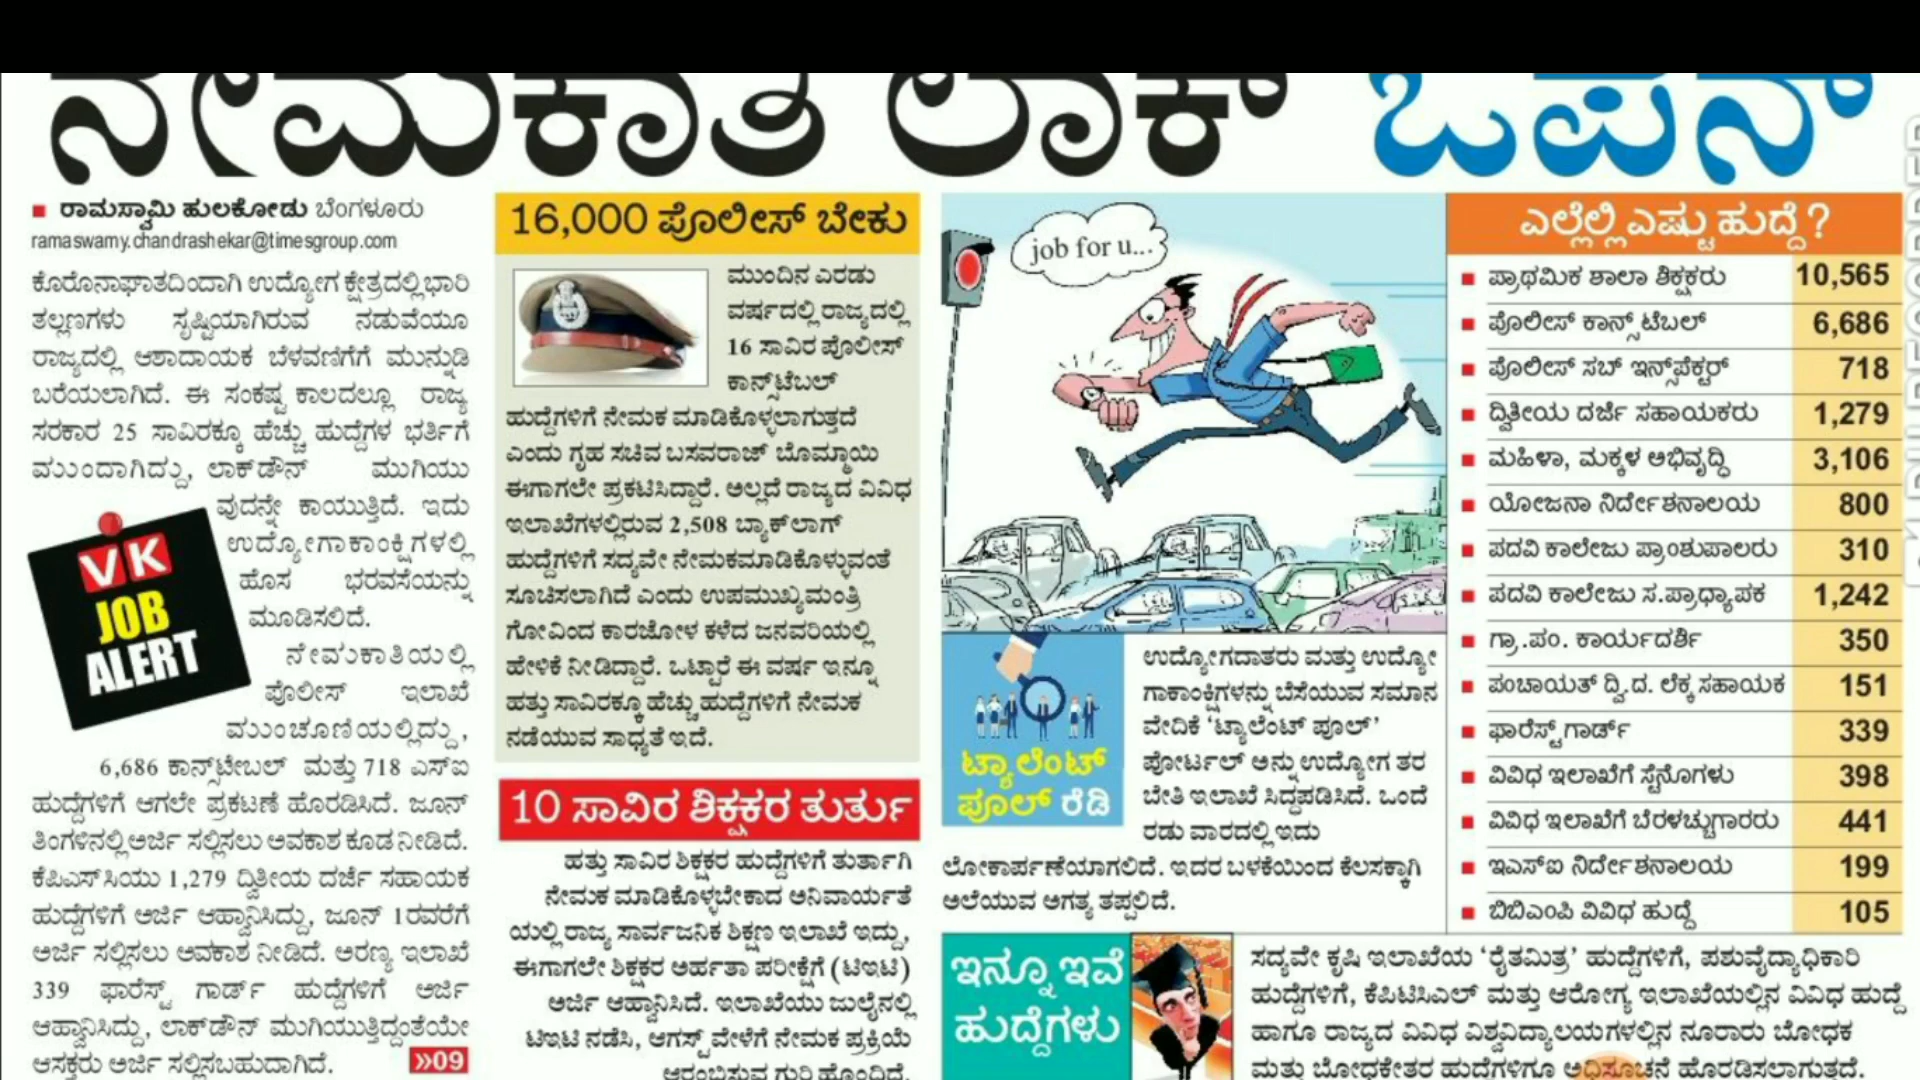 ನೇಮಕಾತಿ ಲಾಕ್ ಓಪನ್
ರಾಮಸ್ವಾಮಿ ಹುಲಕೋಡು ಬೆಂಗಳೂರು
ramaswamy.chandrashekar@timesgroup.com
ಕೊರೊನಾಘಾತದಿಂದಾಗಿ ಉದ್ಯೋಗ ಕ್ಷೇತ್ರದಲ್ಲಿ ಭಾರಿ
ತಲ್ಲಣಗಳು ಸೃಷ್ಟಿಯಾಗಿರುವ ನಡುವೆಯೂ
ರಾಜ್ಯದಲ್ಲಿ ಆಶಾದಾಯಕ ಬೆಳವಣಿಗೆಗೆ ಮುನ್ನುಡಿ
ಬರೆಯಲಾಗಿದೆ. ಈ ಸಂಕಷ್ಟ ಕಾಲದಲ್ಲೂ ರಾಜ್ಯ
ಸರಕಾರ 25 ಸಾವಿರಕ್ಕೂ ಹೆಚ್ಚು ಹುದ್ದೆಗಳ ಭರ್ತಿಗೆ
ಮುಂದಾಗಿದ್ದು, ಲಾಕ್‌ಡೌನ್ ಮುಗಿಯು
ವುದನ್ನೇ ಕಾಯುತ್ತಿದೆ. ಇದು
ಉದ್ಯೋಗಾಕಾಂಕ್ಷಿಗಳಲ್ಲಿ
ಹೊಸ ಭರವಸೆಯನ್ನು
ಮೂಡಿಸಲಿದೆ.
ನೇಮಕಾತಿಯಲ್ಲಿ
ಪೊಲೀಸ್ ಇಲಾಖೆ
ಮುಂಚೂಣಿಯಲ್ಲಿದ್ದು,
6,686 ಕಾನ್ಸ್‌ಟೇಬಲ್ ಮತ್ತು 718 ಎಸ್‌ಐ
ಹುದ್ದೆಗಳಿಗೆ ಆಗಲೇ ಪ್ರಕಟಣೆ ಹೊರಡಿಸಿದೆ. ಜೂನ್
ತಿಂಗಳಿನಲ್ಲಿ ಅರ್ಜಿ ಸಲ್ಲಿಸಲು ಅವಕಾಶ ಕೂಡ ನೀಡಿದೆ.
ಕೆಪಿಎಸ್‌ಸಿಯು 1,279 ದ್ವಿತೀಯ ದರ್ಜೆ ಸಹಾಯಕ
ಹುದ್ದೆಗಳಿಗೆ ಅರ್ಜಿ ಆಹ್ವಾನಿಸಿದ್ದು, ಜೂನ್ 1ರವರೆಗೆ
ಅರ್ಜಿ ಸಲ್ಲಿಸಲು ಅವಕಾಶ ನೀಡಿದೆ. ಅರಣ್ಯ ಇಲಾಖೆ
339 ಫಾರೆಸ್ಟ್ ಗಾರ್ಡ್ ಹುದ್ದೆಗಳಿಗೆ ಅರ್ಜಿ
ಆಹ್ವಾನಿಸಿದ್ದು, ಲಾಕ್‌ಡೌನ್ ಮುಗಿಯುತ್ತಿದ್ದಂತೆಯೇ
ಆಸಕ್ತರು ಅರ್ಜಿ ಸಲ್ಲಿಸಬಹುದಾಗಿದೆ. »09
VK
JOB
ALERT
16,000 ಪೊಲೀಸ್ ಬೇಕು
ಮುಂದಿನ ಎರಡು
ವರ್ಷದಲ್ಲಿ ರಾಜ್ಯದಲ್ಲಿ
16 ಸಾವಿರ ಪೊಲೀಸ್
ಕಾನ್ಸ್‌ಟೆಬಲ್
ಹುದ್ದೆಗಳಿಗೆ ನೇಮಕ ಮಾಡಿಕೊಳ್ಳಲಾಗುತ್ತದೆ
ಎಂದು ಗೃಹ ಸಚಿವ ಬಸವರಾಜ್ ಬೊಮ್ಮಾಯಿ
ಈಗಾಗಲೇ ಪ್ರಕಟಿಸಿದ್ದಾರೆ. ಅಲ್ಲದೆ ರಾಜ್ಯದ ವಿವಿಧ
ಇಲಾಖೆಗಳಲ್ಲಿರುವ 2,508 ಬ್ಯಾಕ್‌ಲಾಗ್
ಹುದ್ದೆಗಳಿಗೆ ಸದ್ಯವೇ ನೇಮಕಮಾಡಿಕೊಳ್ಳುವಂತೆ
ಸೂಚಿಸಲಾಗಿದೆ ಎಂದು ಉಪಮುಖ್ಯಮಂತ್ರಿ
ಗೋವಿಂದ ಕಾರಜೋಳ ಕಳೆದ ಜನವರಿಯಲ್ಲಿ
ಹೇಳಿಕೆ ನೀಡಿದ್ದಾರೆ. ಒಟ್ಟಾರೆ ಈ ವರ್ಷ ಇನ್ನೂ
ಹತ್ತು ಸಾವಿರಕ್ಕೂ ಹೆಚ್ಚು ಹುದ್ದೆಗಳಿಗೆ ನೇಮಕ
ನಡೆಯುವ ಸಾಧ್ಯತೆ ಇದೆ.
10 ಸಾವಿರ ಶಿಕ್ಷಕರ ತುರ್ತು
ಹತ್ತು ಸಾವಿರ ಶಿಕ್ಷಕರ ಹುದ್ದೆಗಳಿಗೆ ತುರ್ತಾಗಿ
ನೇಮಕ ಮಾಡಿಕೊಳ್ಳಬೇಕಾದ ಅನಿವಾರ್ಯತೆ
ಯಲ್ಲಿ ರಾಜ್ಯ ಸಾರ್ವಜನಿಕ ಶಿಕ್ಷಣ ಇಲಾಖೆ ಇದ್ದು,
ಈಗಾಗಲೇ ಶಿಕ್ಷಕರ ಅರ್ಹತಾ ಪರೀಕ್ಷೆಗೆ (ಟಿಇಟಿ)
ಅರ್ಜಿ ಆಹ್ವಾನಿಸಿದೆ. ಇಲಾಖೆಯು ಜುಲೈನಲ್ಲಿ
ಟಿಇಟಿ ನಡೆಸಿ, ಆಗಸ್ಟ್ ವೇಳೆಗೆ ನೇಮಕ ಪ್ರಕ್ರಿಯೆ
ಆರಂಭಿಸುವ ಗುರಿ ಹೊಂದಿದೆ.
job for u...
ಟ್ಯಾಲೆಂಟ್
ಪೂಲ್ ರೆಡಿ
ಉದ್ಯೋಗದಾತರು ಮತ್ತು ಉದ್ಯೋ
ಗಾಕಾಂಕ್ಷಿಗಳನ್ನು ಬೆಸೆಯುವ ಸಮಾನ
ವೇದಿಕೆ ‘ಟ್ಯಾಲೆಂಟ್ ಪೂಲ್’
ಪೋರ್ಟಲ್ ಅನ್ನು ಉದ್ಯೋಗ ತರ
ಬೇತಿ ಇಲಾಖೆ ಸಿದ್ಧಪಡಿಸಿದೆ. ಒಂದೆ
ರಡು ವಾರದಲ್ಲಿ ಇದು
ಲೋಕಾರ್ಪಣೆಯಾಗಲಿದೆ. ಇದರ ಬಳಕೆಯಿಂದ ಕೆಲಸಕ್ಕಾಗಿ
ಅಲೆಯುವ ಅಗತ್ಯ ತಪ್ಪಲಿದೆ.
ಎಲ್ಲೆಲ್ಲಿ ಎಷ್ಟು ಹುದ್ದೆ?
ಪ್ರಾಥಮಿಕ ಶಾಲಾ ಶಿಕ್ಷಕರು 10,565
ಪೊಲೀಸ್ ಕಾನ್ಸ್‌ಟೆಬಲ್ 6,686
ಪೊಲೀಸ್ ಸಬ್ ಇನ್ಸ್‌ಪೆಕ್ಟರ್ 718
ದ್ವಿತೀಯ ದರ್ಜೆ ಸಹಾಯಕರು 1,279
ಮಹಿಳಾ, ಮಕ್ಕಳ ಅಭಿವೃದ್ಧಿ 3,106
ಯೋಜನಾ ನಿರ್ದೇಶನಾಲಯ 800
ಪದವಿ ಕಾಲೇಜು ಪ್ರಾಂಶುಪಾಲರು 310
ಪದವಿ ಕಾಲೇಜು ಸ.ಪ್ರಾಧ್ಯಾಪಕ 1,242
ಗ್ರಾ.ಪಂ. ಕಾರ್ಯದರ್ಶಿ 350
ಪಂಚಾಯತ್ ದ್ವಿ.ದ. ಲೆಕ್ಕ ಸಹಾಯಕ 151
ಫಾರೆಸ್ಟ್ ಗಾರ್ಡ್ 339
ವಿವಿಧ ಇಲಾಖೆಗೆ ಸ್ಟೆನೊಗಳು 398
ವಿವಿಧ ಇಲಾಖೆಗೆ ಬೆರಳಚ್ಚುಗಾರರು 441
ಇಎಸ್‌ಐ ನಿರ್ದೇಶನಾಲಯ 199
ಬಿಬಿಎಂಪಿ ವಿವಿಧ ಹುದ್ದೆ 105
ಇನ್ನೂ ಇವೆ
ಹುದ್ದೆಗಳು
ಸದ್ಯವೇ ಕೃಷಿ ಇಲಾಖೆಯ ‘ರೈತಮಿತ್ರ’ ಹುದ್ದೆಗಳಿಗೆ, ಪಶುವೈದ್ಯಾಧಿಕಾರಿ
ಹುದ್ದೆಗಳಿಗೆ, ಕೆಪಿಟಿಸಿಎಲ್ ಮತ್ತು ಆರೋಗ್ಯ ಇಲಾಖೆಯಲ್ಲಿನ ವಿವಿಧ ಹುದ್ದೆ
ಹಾಗೂ ರಾಜ್ಯದ ವಿವಿಧ ವಿಶ್ವವಿದ್ಯಾಲಯಗಳಲ್ಲಿನ ನೂರಾರು ಬೋಧಕ
ಮತ್ತು ಬೋಧಕೇತರ ಹುದ್ದೆಗಳಿಗೂ ಅಧಿಸೂಚನೆ ಹೊರಡಿಸಲಾಗುತ್ತದೆ.